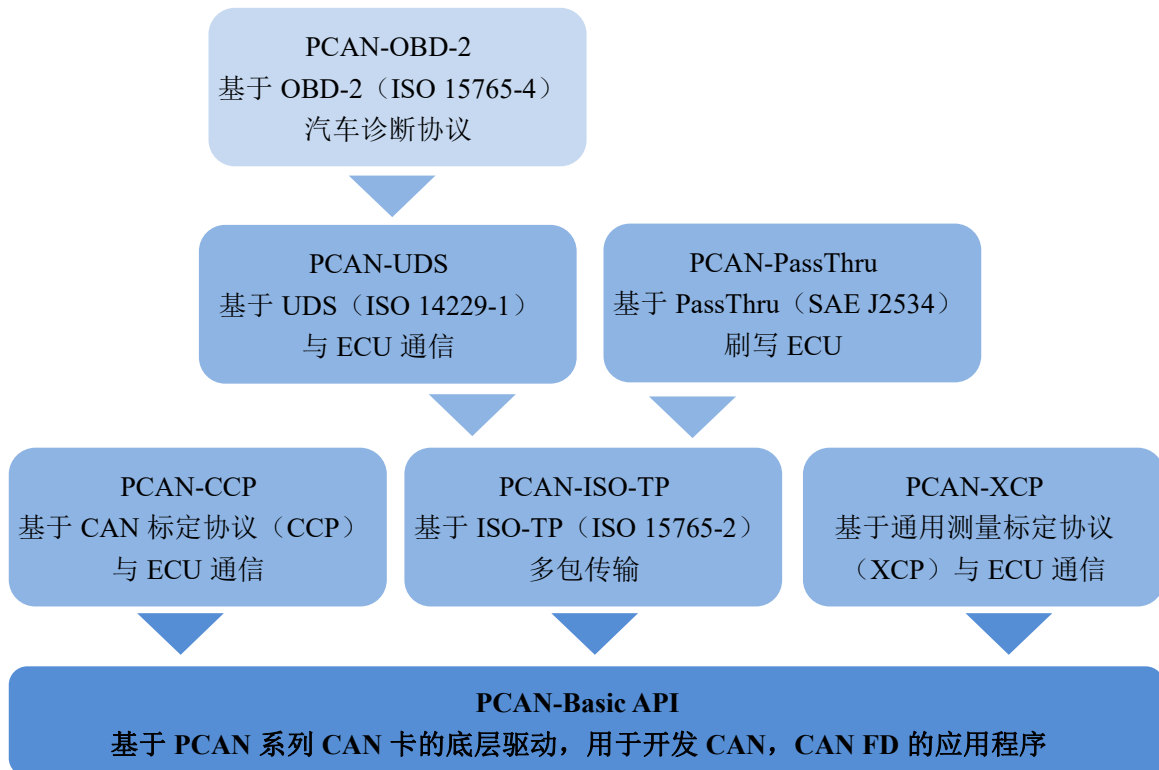 PCAN-OBD-2
基于 OBD-2（ISO 15765-4）
汽车诊断协议
PCAN-UDS
基于 UDS（ISO 14229-1）
与 ECU 通信
PCAN-PassThru
基于 PassThru（SAE J2534）
刷写 ECU
PCAN-CCP
基于 CAN 标定协议（CCP）
与 ECU 通信
PCAN-ISO-TP
基于 ISO-TP（ISO 15765-2）
多包传输
PCAN-XCP
基于通用测量标定协议
（XCP）与 ECU 通信
PCAN-Basic API
基于 PCAN 系列 CAN 卡的底层驱动，用于开发 CAN，CAN FD 的应用程序